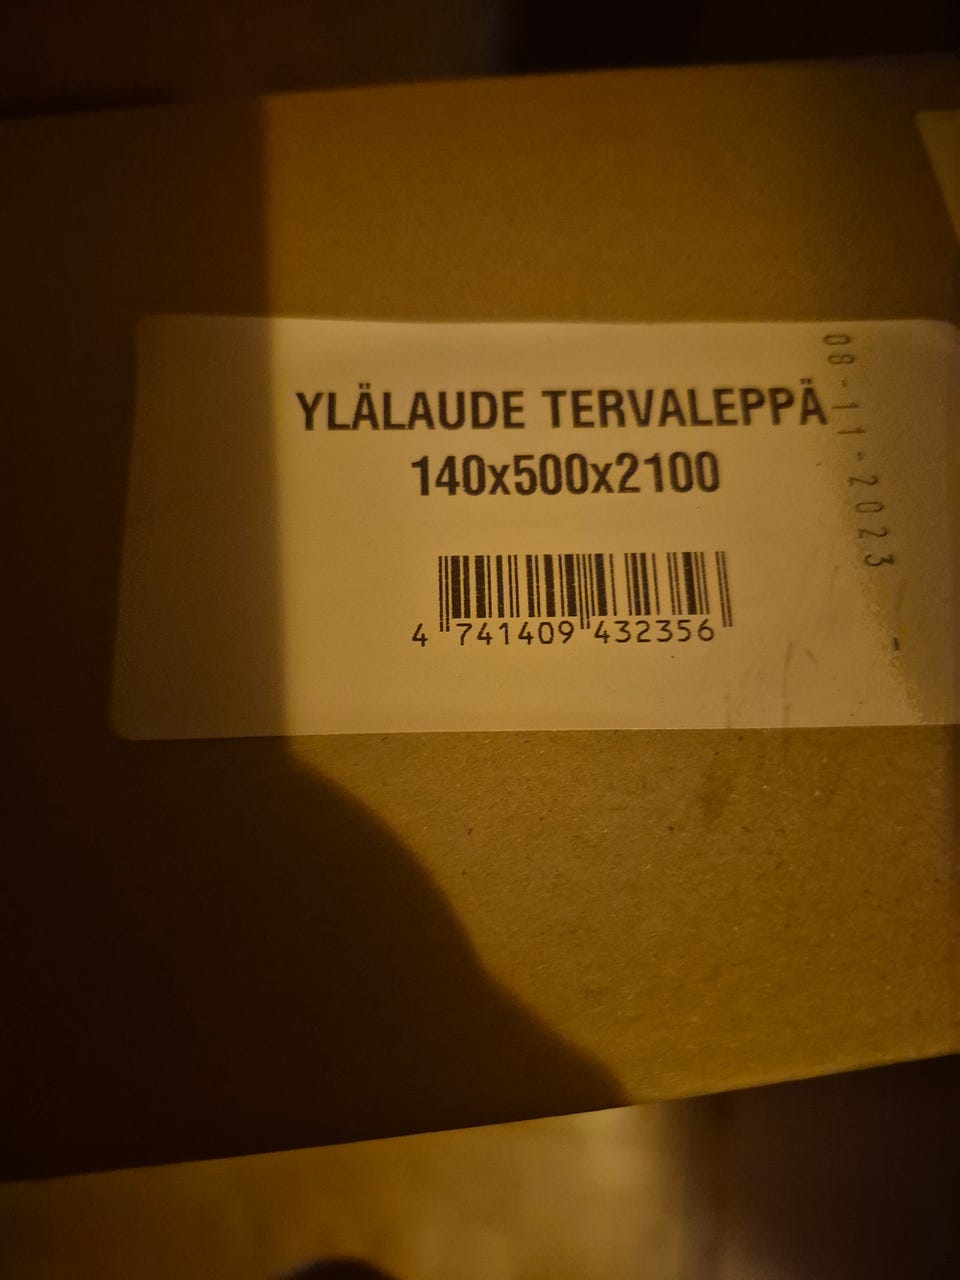 YLÄLAUDE TERVALEPPÄ
140x500x2100
4 741409 432356
08-11-2023